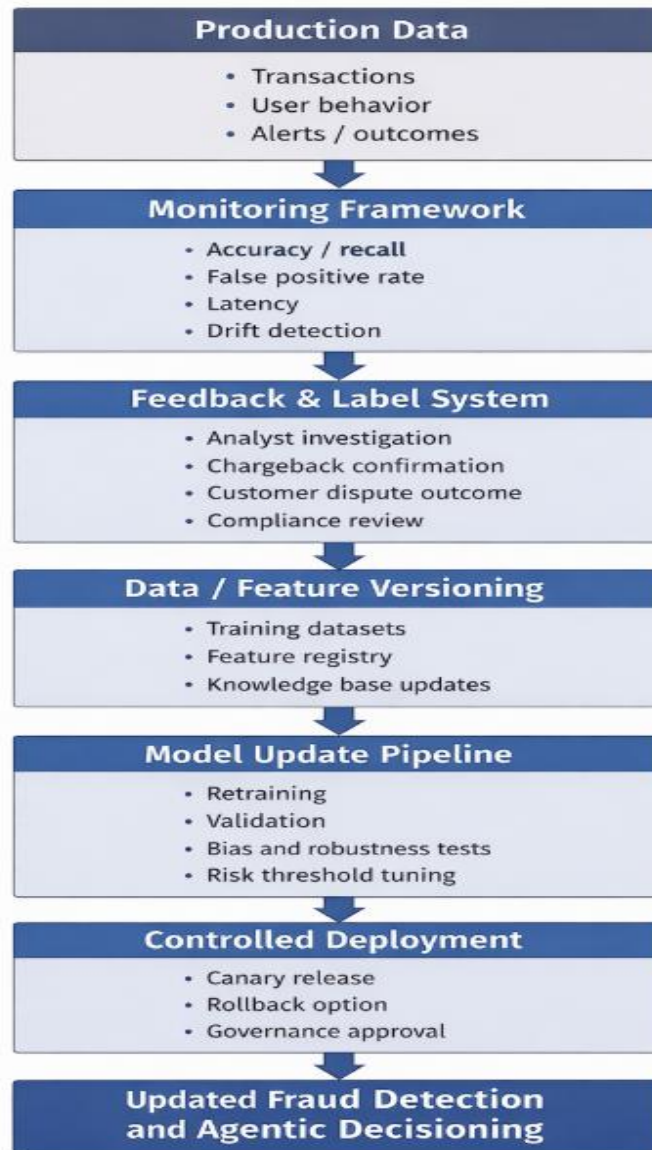 Production Data
• Transactions
• User behavior
• Alerts / outcomes
Monitoring Framework
• Accuracy / recall
• False positive rate
• Latency
• Drift detection
Feedback & Label System
• Analyst investigation
• Chargeback confirmation
• Customer dispute outcome
• Compliance review
Data / Feature Versioning
• Training datasets
• Feature registry
• Knowledge base updates
Model Update Pipeline
• Retraining
• Validation
• Bias and robustness tests
• Risk threshold tuning
Controlled Deployment
• Canary release
• Rollback option
• Governance approval
Updated Fraud Detection
and Agentic Decisioning